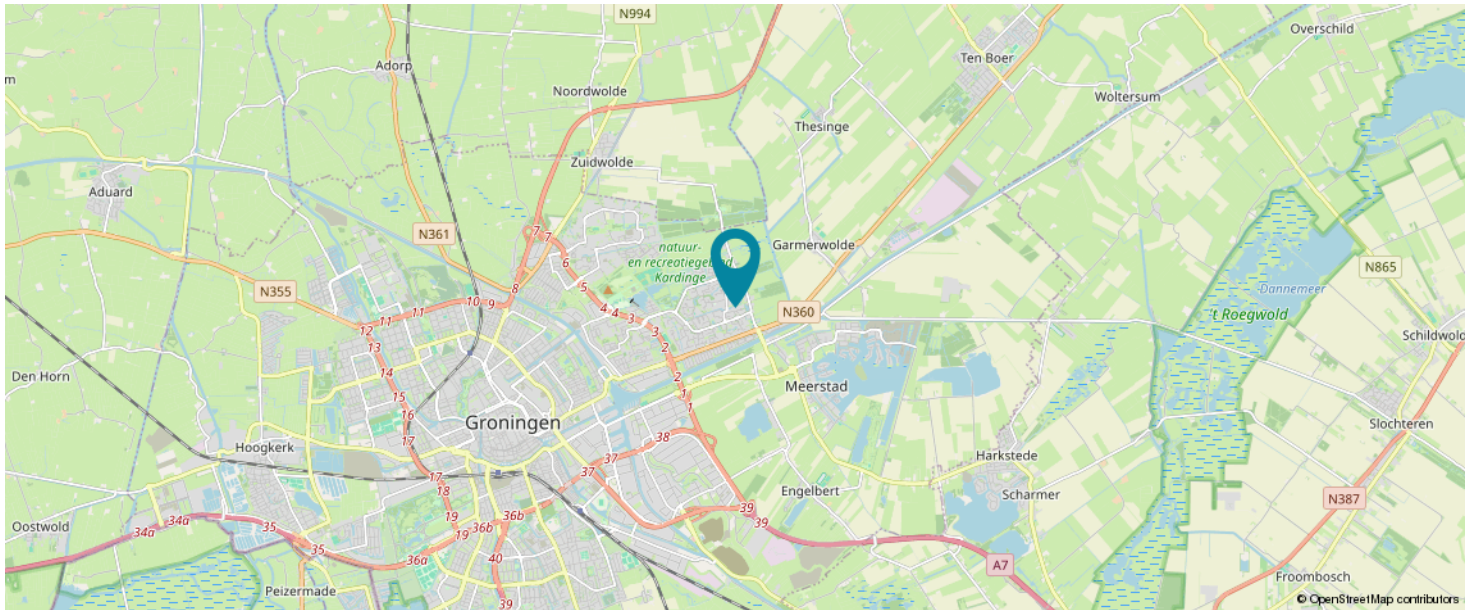 N994
Overschild
Ten Boer
Adorp
m
Noordwolde
Woltersum
Thesinge
Zuidwolde
Aduard
7
7
N361
natuur-
en recreatiegebied
Kardinge
Garmerwolde
6
N865
5
8
N355
Dannemeer
10
9
4
4
3
N360
't Roegwold
11
11
12
3
Schildwold
13
2
Den Horn
14
2
Meerstad
15
1
1
16
Groningen
Slochteren
17
38
Hoogkerk
37
Harkstede
17
37
18
Engelbert
Scharmer
N387
39
34a
34a
35
19
36b
36b
39
Oostwold
19
35
36a
40
A7
Froombosch
Peizermade
39
© OpenStreetMap contributors